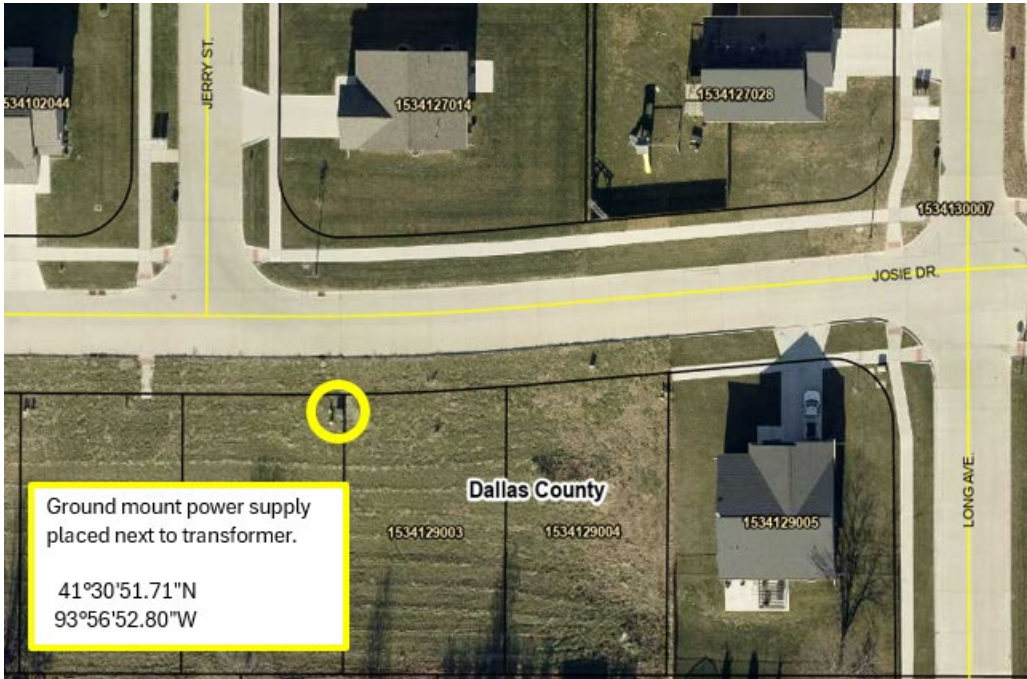 JERRY ST.
534102044
1534127014
1534127028
1534130007
JOSIE DR.
Dallas County
1534129003
1534129004
1534129005
LONG AVE.
Ground mount power supply
placed next to transformer.
41°30'51.71"N
93°56'52.80"W